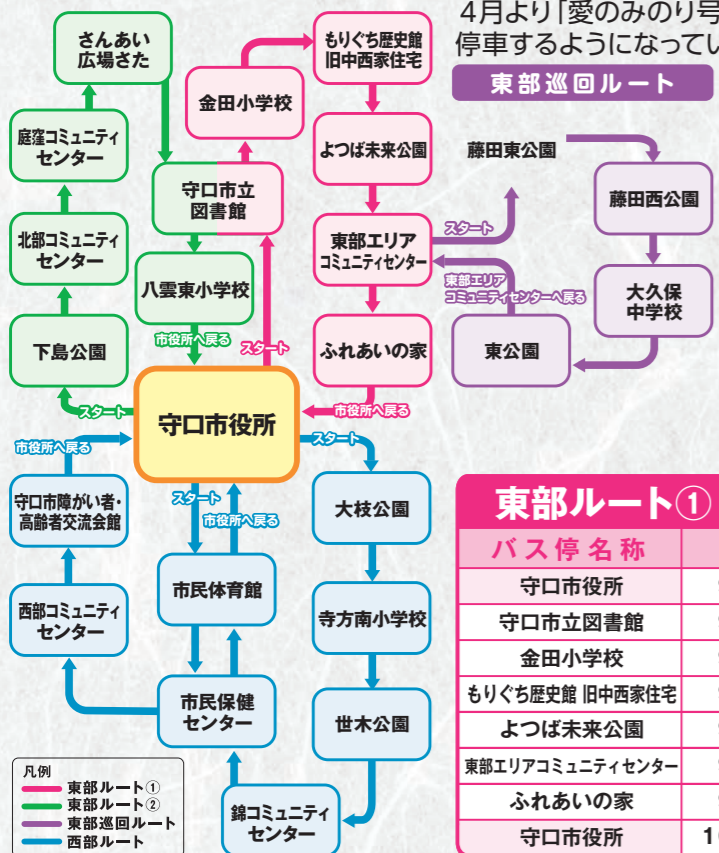 4月より「愛のみのり号
停車するようになってい
東部巡回ルート
さんあい
広場さた
もりぐち歴史館
旧中西家住宅
金田小学校
庭窪コミュニティ
センター
よつば未来公園
藤田東公園
守口市立
図書館
藤田西公園
北部コミュニティ
センター
東部エリア
コミュニティセンター
スタート
八雲東小学校
東部エリア
コミュニティセンターへ戻る
大久保
中学校
下島公園
市役所へ戻る
スタート
ふれあいの家
東公園
スタート
守口市役所
市役所へ戻る
市役所へ戻る
スタート
守口市障がい者・
高齢者交流会館
スタート
市役所へ戻る
大枝公園
市民体育館
西部コミュニティ
センター
寺方南小学校
市民保健
センター
世木公園
錦コミュニティ
センター
凡例
東部ルート①
東部ルート②
東部巡回ルート
西部ルート
東部ルート①
バス停名称
守口市役所
守口市立図書館
金田小学校
もりぐち歴史館 旧中西家住宅
よつば未来公園
東部エリアコミュニティセンター
ふれあいの家
守口市役所 1